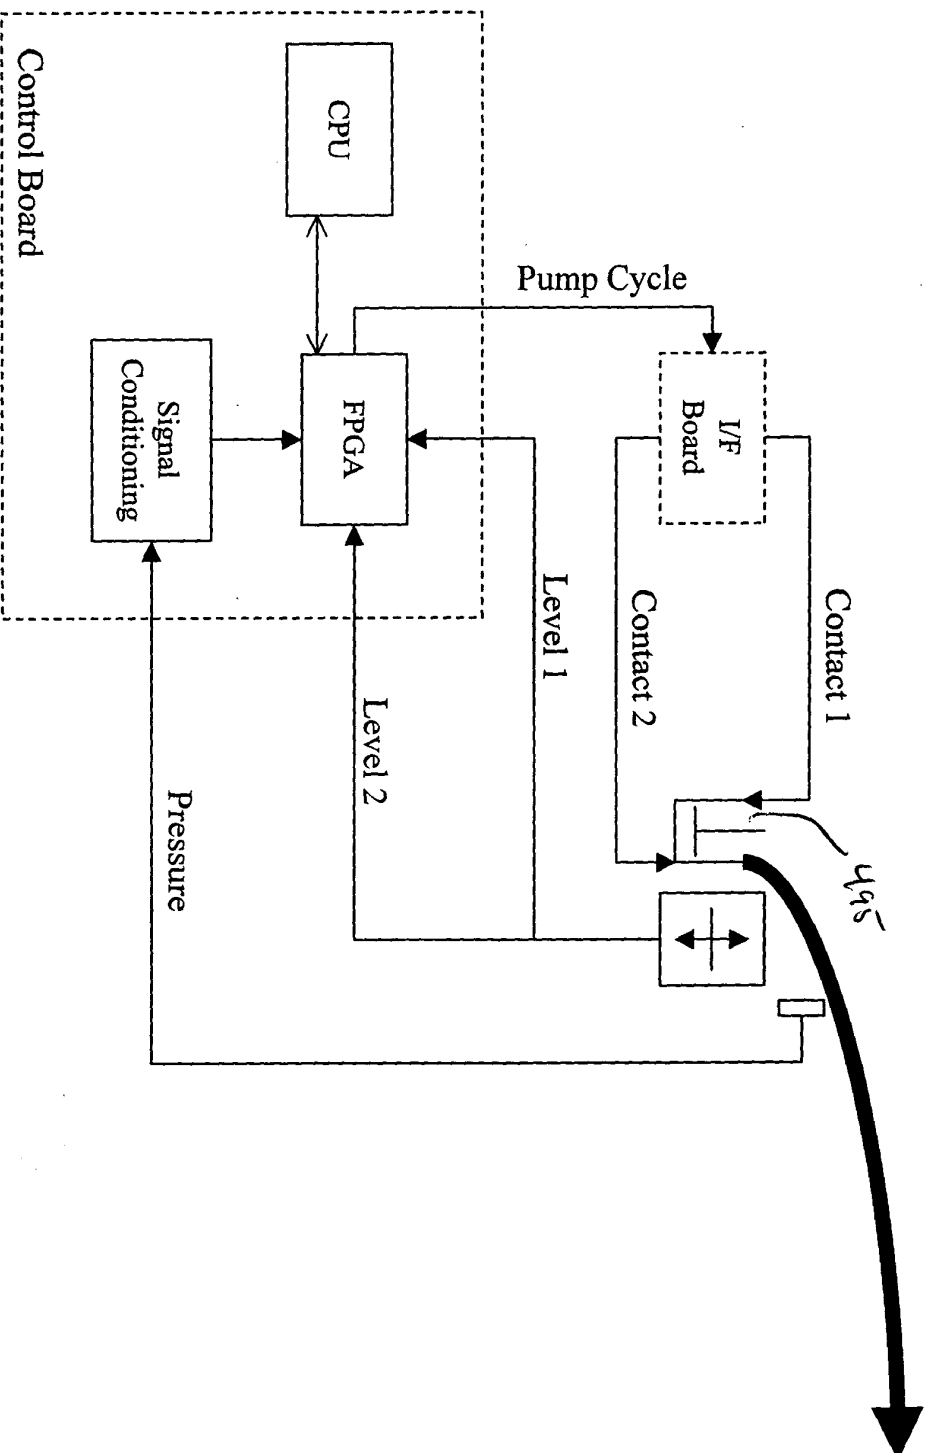 Control Board
CPU
Signal
Conditioning
FPGA
Pump Cycle
I/F
Board
Contact 1
Contact 2
Level 1
Level 2
Pressure
495